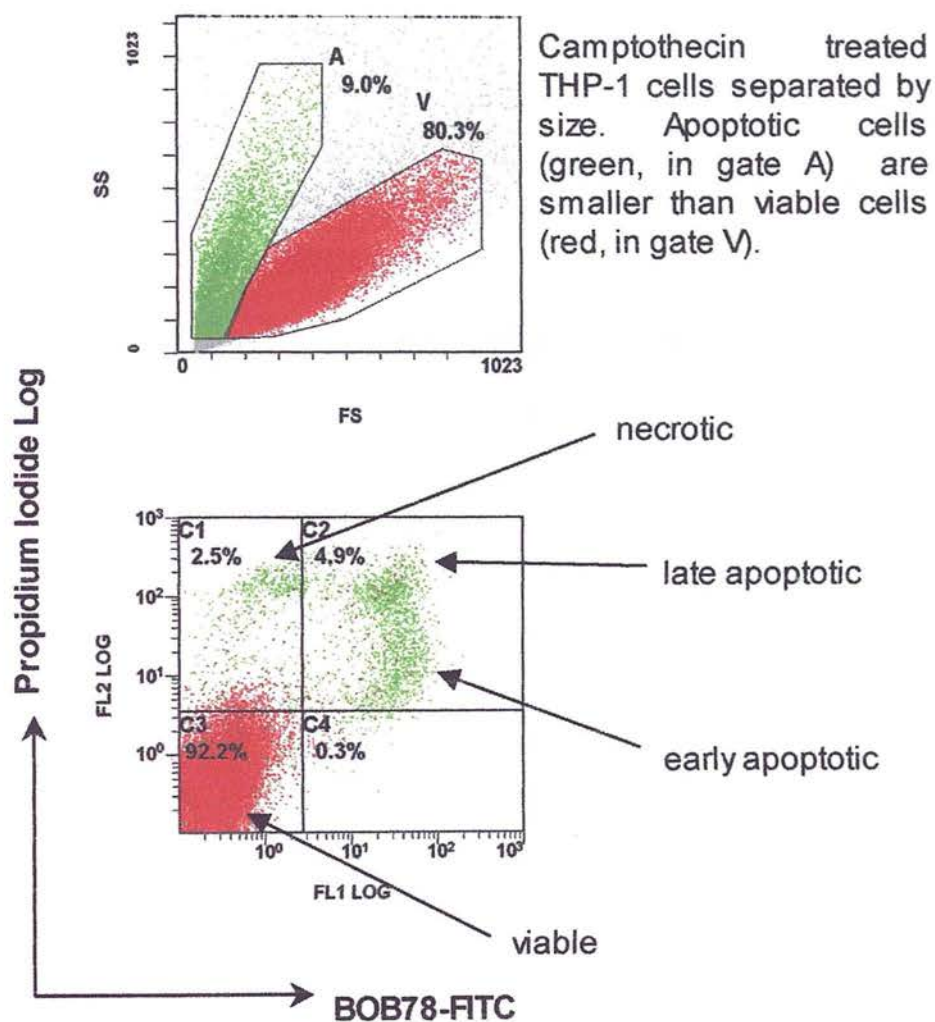 1023
SS
0
A
9.0%
V
80.3%
0
1023
FS
Camptothecin treated
THP-1 cells separated by
size. Apoptotic cells
(green, in gate A) are
smaller than viable cells
(red, in gate V).
Propidium Iodide Log
necrotic
late apoptotic
early apoptotic
viable
FL2 LOG
10³
10²
10¹
10⁰
C1
2.5%
C2
4.9%
C3
92.2%
C4
0.3%
10⁰
10¹
10²
10³
FL1 LOG
BOB78-FITC